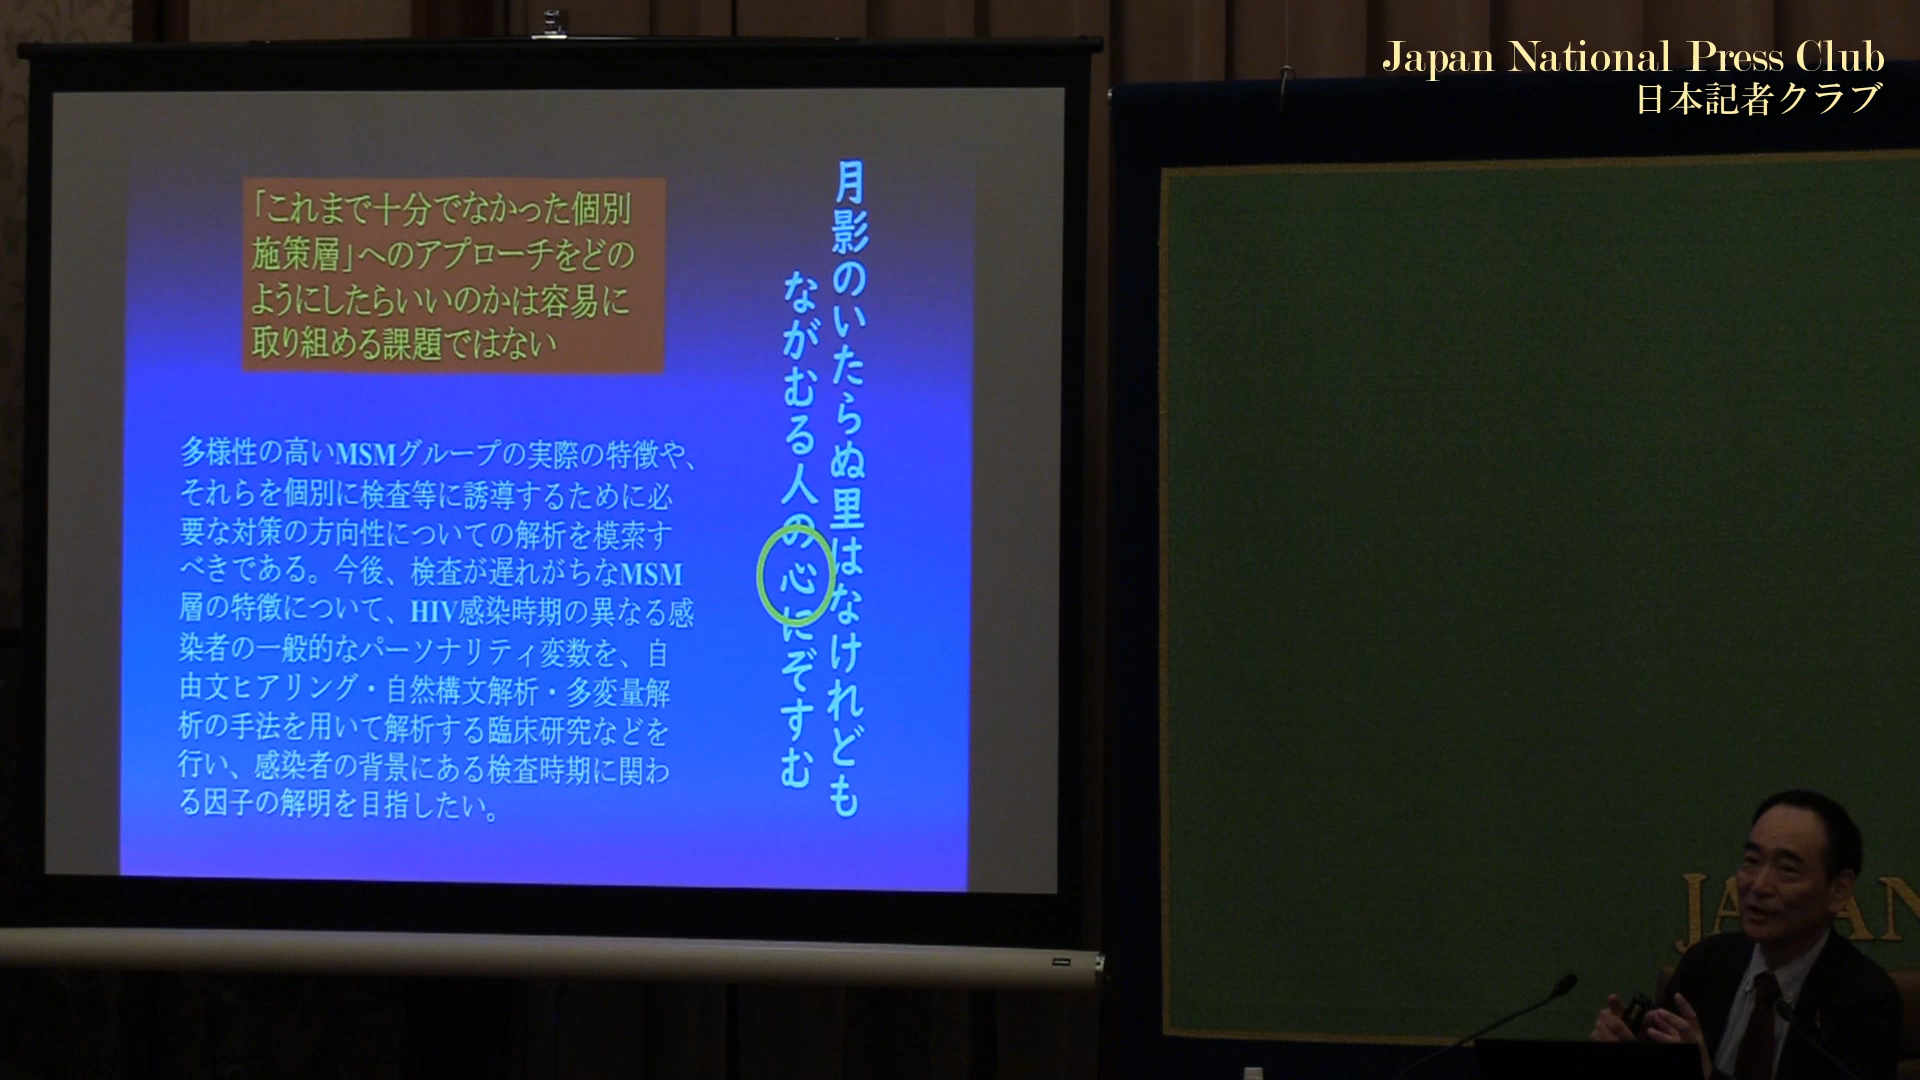 Japan National Press Club
日本記者クラブ
「これまで十分でなかった個別
施策層」へのアプローチをどの
ようにしたらいいのかは容易に
取り組める課題ではない
月影のいたらぬ里はなけれども
ながむる人の心にぞすむ
多様性の高いMSMグループの実際の特徴や、
それらを個別に検査等に誘導するために必
要な対策の方向性についての解析を模索す
べきである。今後、検査が遅れがちなMSM
層の特徴について、HIV感染時期の異なる感
染者の一般的なパーソナリティ変数を、自
由文ヒアリング・自然構文解析・多変量解
析の手法を用いて解析する臨床研究などを
行い、感染者の背景にある検査時期に関わ
る因子の解明を目指したい。
JAPAN